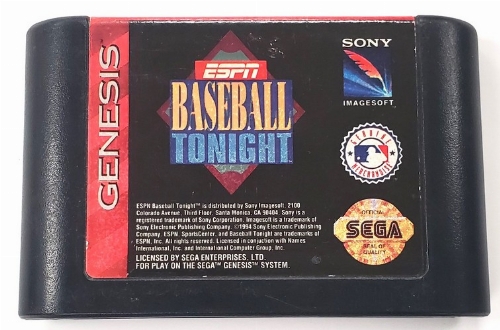 GENESIS
ESPN
BASEBALL
TONIGHT
SONY
IMAGESOFT
GENUINE
MERCHANDISE
OFFICIAL
SEGA
SEAL OF
QUALITY
ESPN Baseball Tonight™ is distributed by Sony Imagesoft. 2100
Colorado Avenue, Third Floor, Santa Monica, CA 90404. Sony is a
registered trademark of Sony Corporation. Imagesoft is a trademark of
Sony Electronic Publishing Company. ©1994 Sony Electronic Publishing
Company. ESPN, SportsCenter, and Baseball Tonight are trademarks of
ESPN, Inc. All rights reserved. Licensed in conjuction with Names
International, Inc. and International Computer Group, Inc.
LICENSED BY SEGA ENTERPRISES, LTD.
FOR PLAY ON THE SEGA™ GENESIS™ SYSTEM.